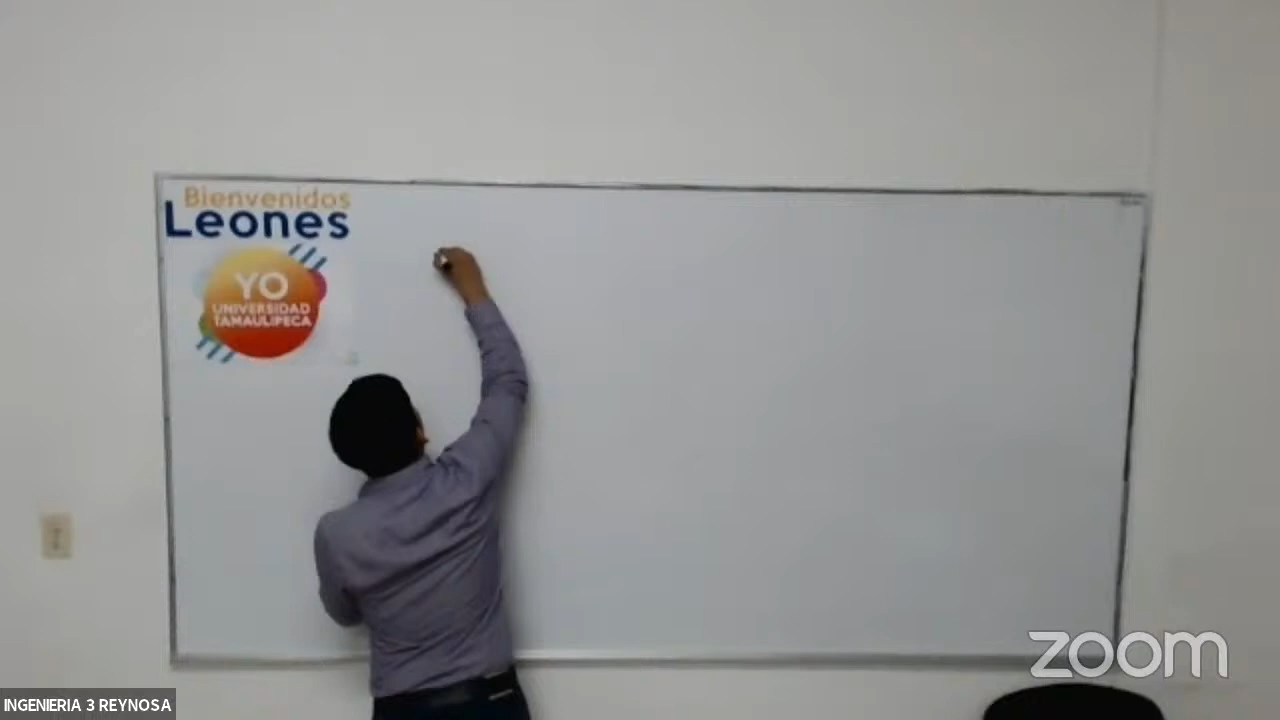 Bienvenidos
Leones
YO
UNIVERSIDAD
TAMAULIPECA
zoom
INGENIERIA 3 REYNOSA